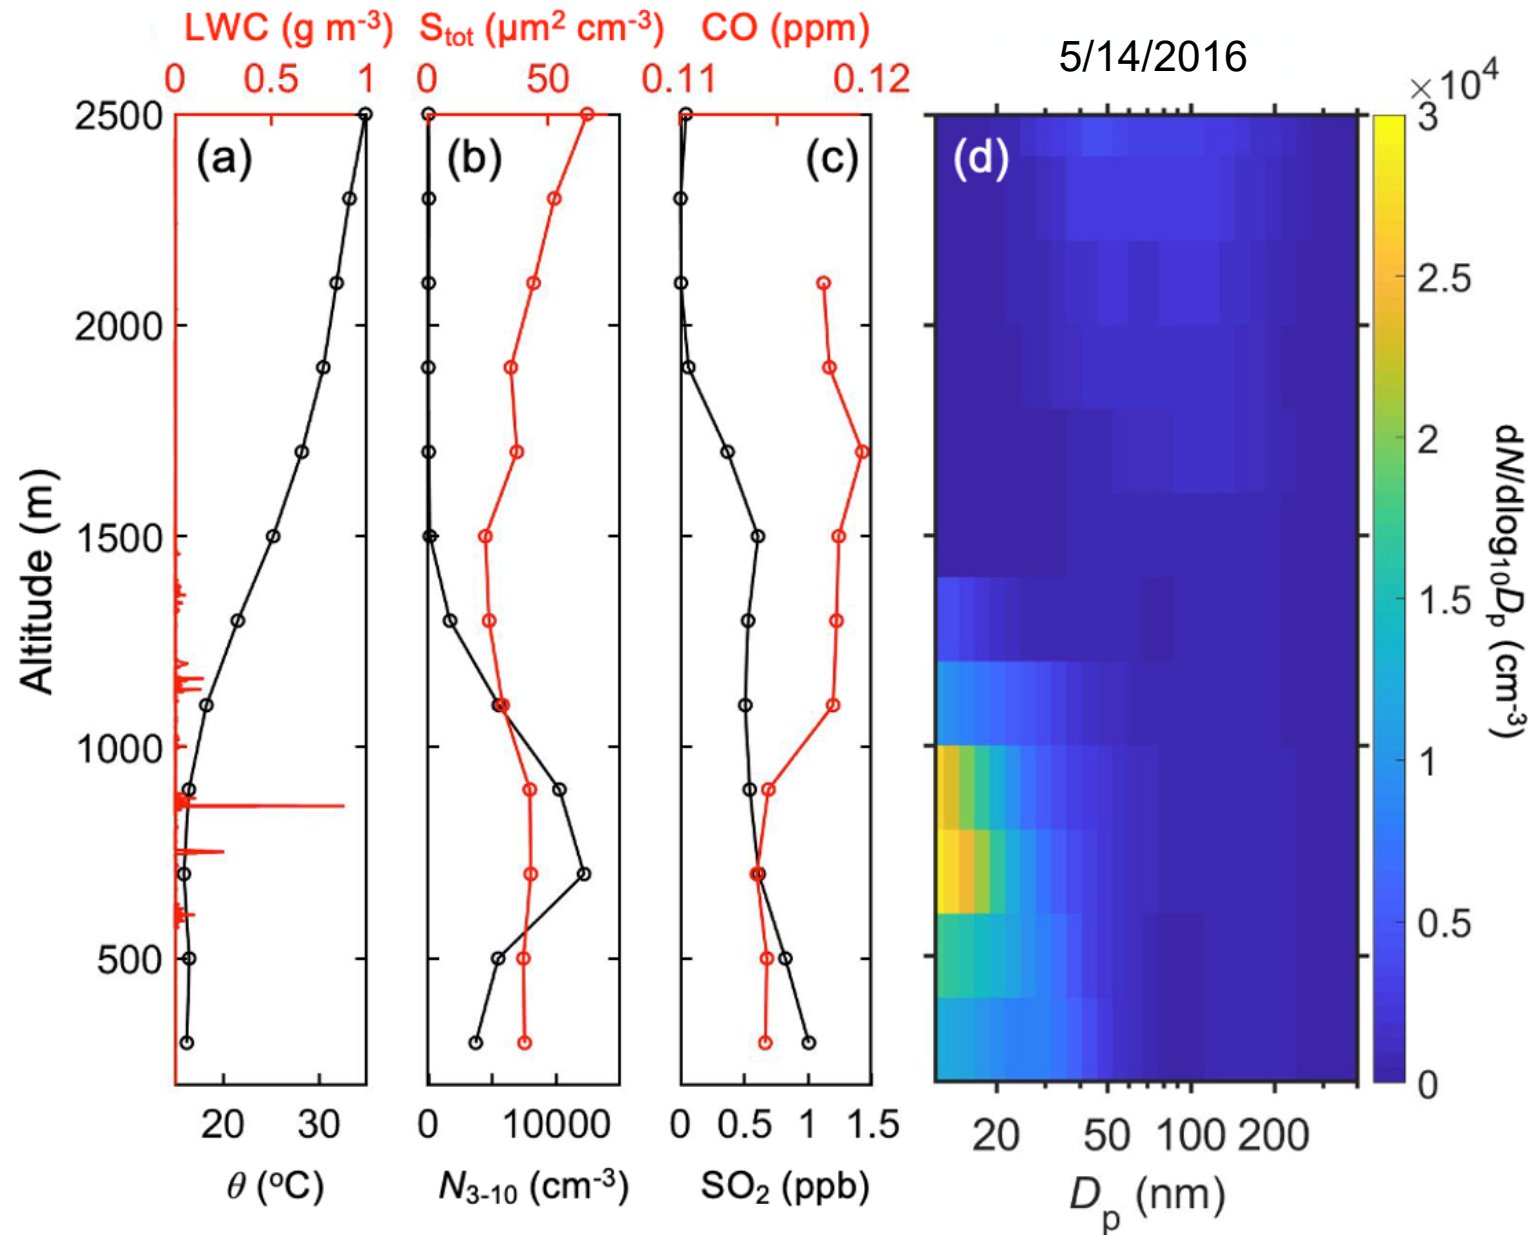 LWC (g m⁻³) Sₜₒₜ (μm² cm⁻³) CO (ppm) 5/14/2016
0 0.5 1 0 50 0.11 0.12 ×10⁴
(a) (b) (c) (d)
2500
2000
1500
1000
500
Altitude (m)
3
2.5
2
1.5
1
0.5
0
dN/dlog₁₀Dₚ (cm⁻³)
20 30 0 10000 0 0.5 1 1.5 20 50 100 200
θ (°C) N₃₋₁₀ (cm⁻³) SO₂ (ppb) Dₚ (nm)